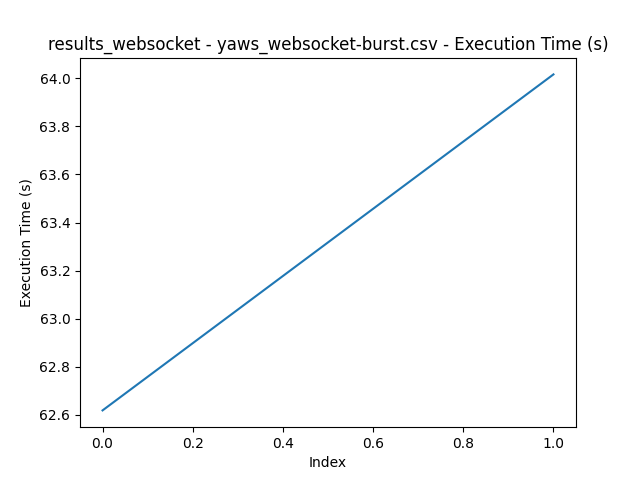 results_websocket - yaws_websocket-burst.csv - Execution Time (s)
64.0
63.8
63.6
63.4
63.2
63.0
62.8
62.6
Execution Time (s)
0.0 0.2 0.4 0.6 0.8 1.0
Index